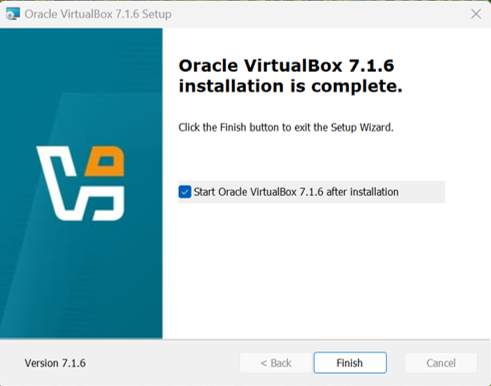 Oracle VirtualBox 7.1.6 Setup
Oracle VirtualBox 7.1.6
installation is complete.
Click the Finish button to exit the Setup Wizard.
Start Oracle VirtualBox 7.1.6 after installation
Version 7.1.6
< Back
Finish
Cancel